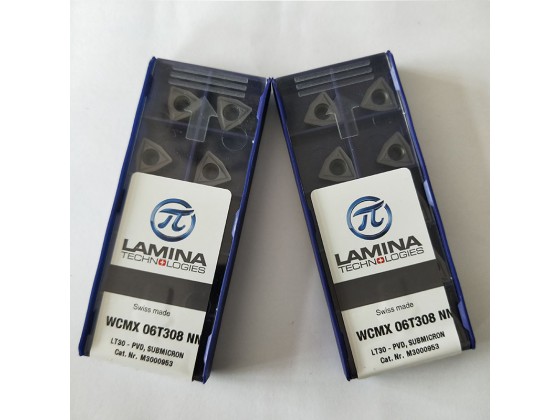 π
LAMINA
TECHNOLOGIES
Swiss made
WCMX 06T308 NN
LT30 - PVD, SUBMICRON
Cat. Nr. M3000953
π
LAMINA
TECHNOLOGIES
Swiss made
WCMX 06T308 NN
LT30 - PVD, SUBMICRON
Cat. Nr. M3000953